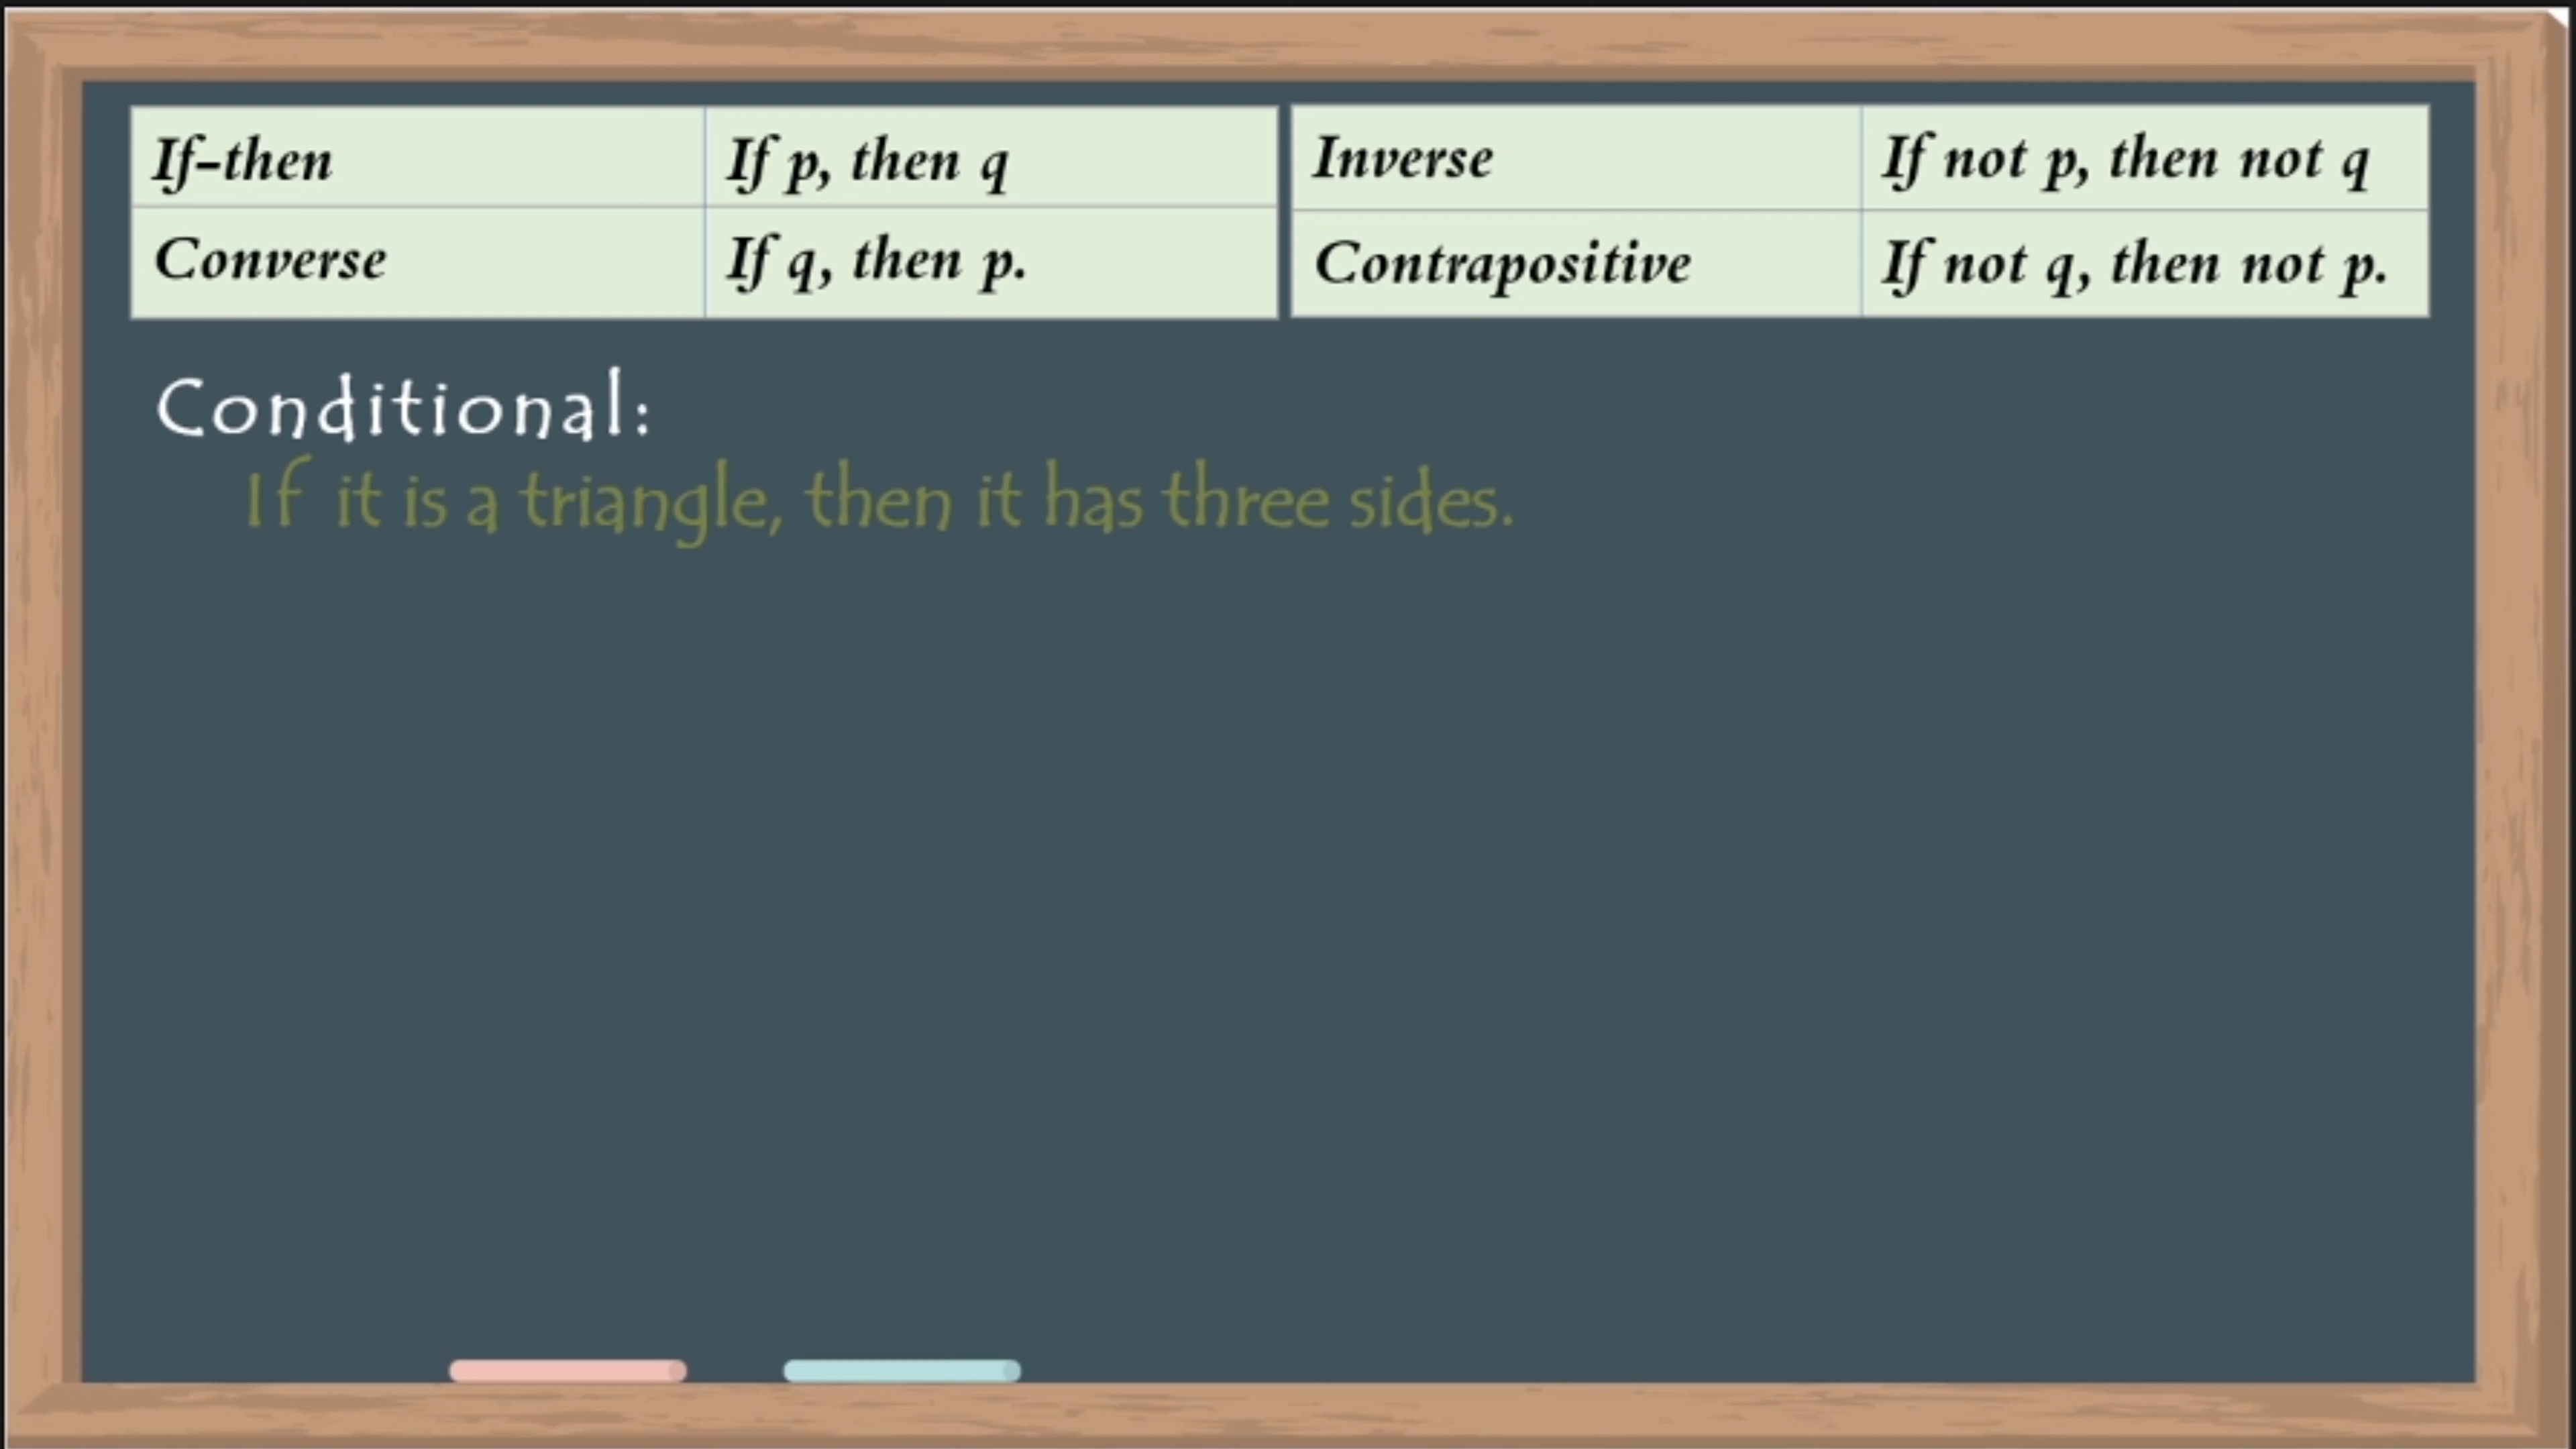 If-then If p, then q
Converse If q, then p.
Inverse If not p, then not q
Contrapositive If not q, then not p.
Conditional:
If it is a triangle, then it has three sides.